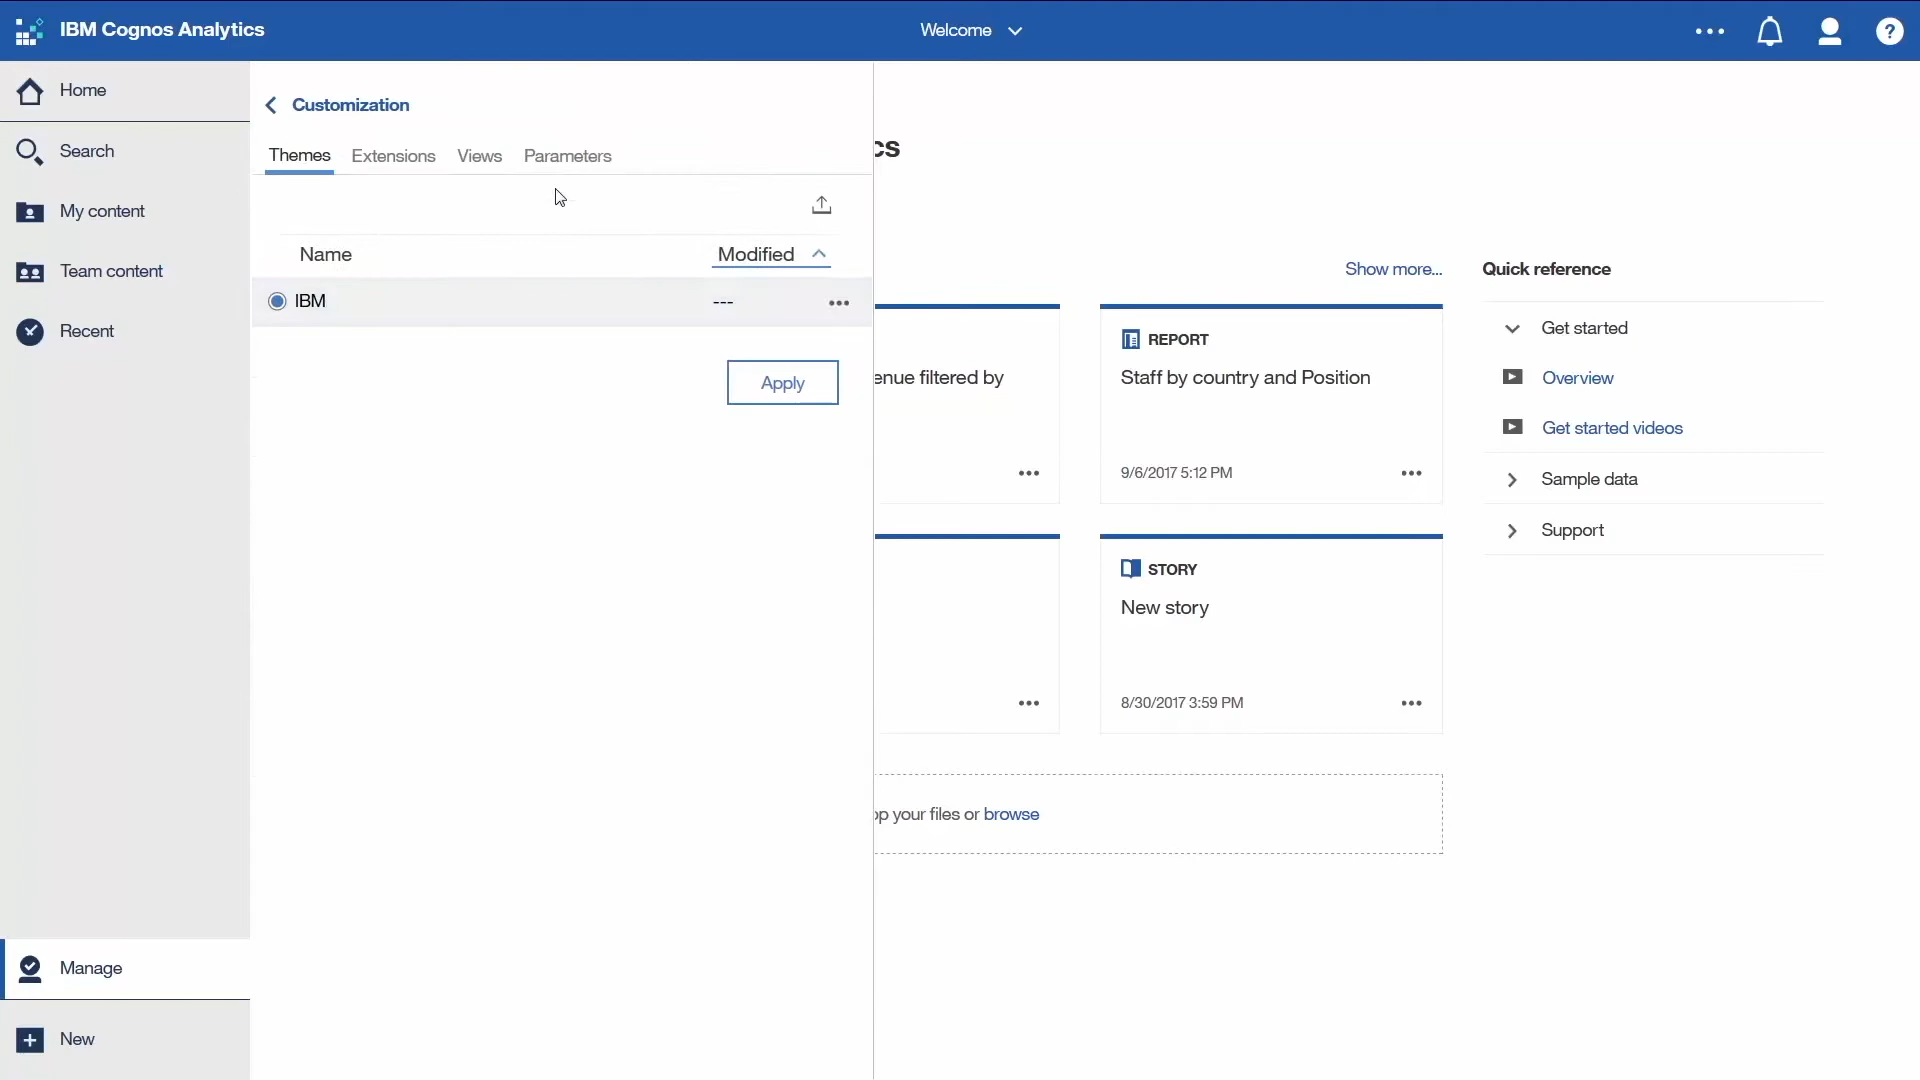 IBM Cognos Analytics
Welcome
Home
Search
My content
Team content
Recent
Manage
New
Customization
Themes Extensions Views Parameters
Name Modified
IBM ---
Apply
cs
Show more...
enue filtered by
REPORT
Staff by country and Position
9/6/2017 5:12 PM
STORY
New story
8/30/2017 3:59 PM
op your files or browse
Quick reference
Get started
Overview
Get started videos
Sample data
Support